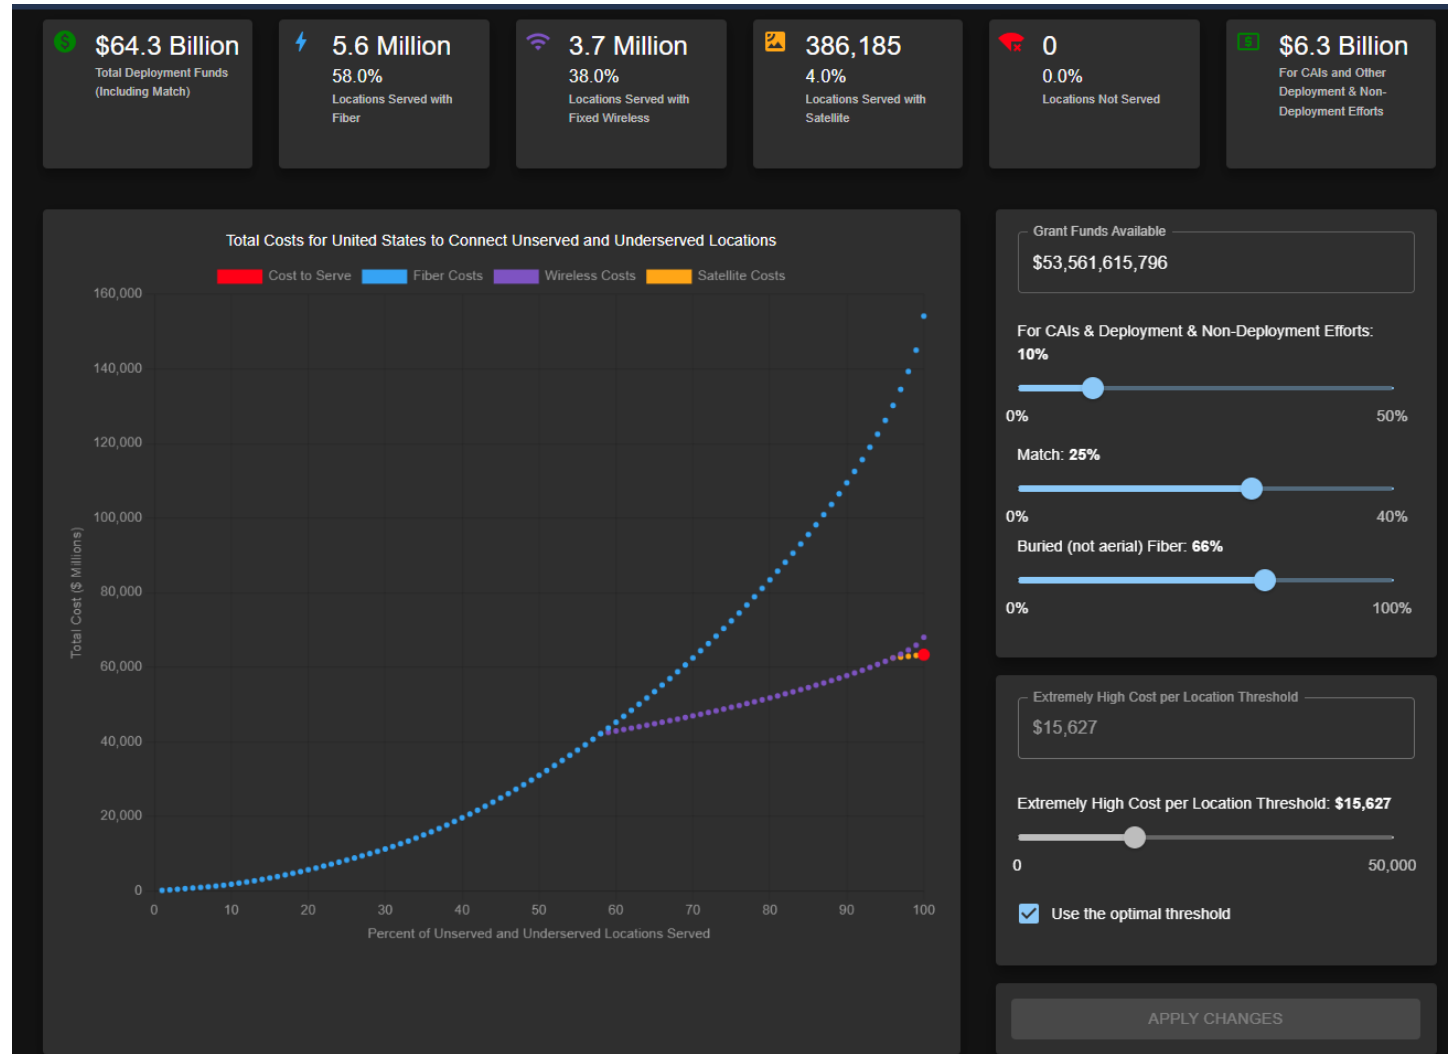 $64.3 Billion
Total Deployment Funds
(Including Match)
5.6 Million
58.0%
Locations Served with
Fiber
3.7 Million
38.0%
Locations Served with
Fixed Wireless
386,185
4.0%
Locations Served with
Satellite
0
0.0%
Locations Not Served
$6.3 Billion
For CAIs and Other
Deployment & Non-
Deployment Efforts
Total Costs for United States to Connect Unserved and Underserved Locations
Cost to Serve Fiber Costs Wireless Costs Satellite Costs
160,000
140,000
120,000
100,000
80,000
60,000
40,000
20,000
0
Total Cost ($ Millions)
0 10 20 30 40 50 60 70 80 90 100
Percent of Unserved and Underserved Locations Served
Grant Funds Available
$53,561,615,796
For CAIs & Deployment & Non-Deployment Efforts:
10%
0% 50%
Match: 25%
0% 40%
Buried (not aerial) Fiber: 66%
0% 100%
Extremely High Cost per Location Threshold
$15,627
Extremely High Cost per Location Threshold: $15,627
0 50,000
Use the optimal threshold
APPLY CHANGES